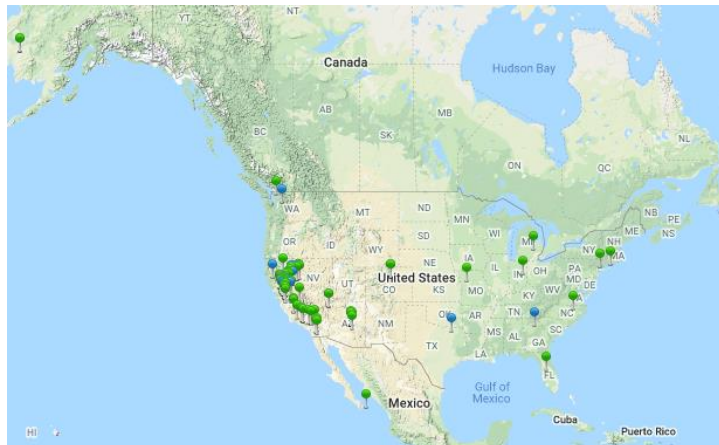 NT
YT
Canada
Hudson Bay
AB
MB
BC
SK
NL
ON
QC
WA
MT
ND
MN
NB
PE
ME
NS
OR
ID
SD
WI
MI
NY
NH
MA
WY
IA
NV
UT
United States
IL
IN
OH
PA
CO
KS
MO
WV
MD
DE
KY
VA
OK
TN
NC
AZ
NM
AR
SC
MS
AL
GA
TX
LA
FL
Gulf of
Mexico
Mexico
HI
Cuba
Puerto Rico